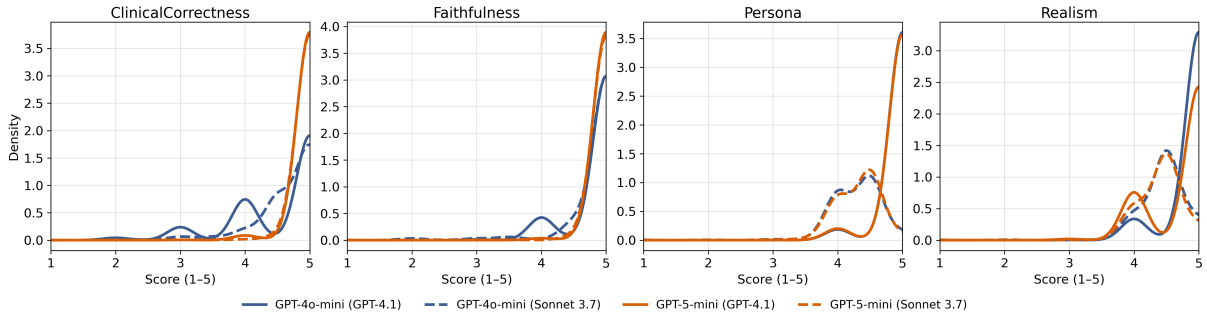 ClinicalCorrectness
Faithfulness
Persona
Realism
Density
3.5
3.0
2.5
2.0
1.5
1.0
0.5
0.0
1 2 3 4 5
Score (1–5)
4.0
3.5
3.0
2.5
2.0
1.5
1.0
0.5
0.0
1 2 3 4 5
Score (1–5)
3.5
3.0
2.5
2.0
1.5
1.0
0.5
0.0
1 2 3 4 5
Score (1–5)
3.0
2.5
2.0
1.5
1.0
0.5
0.0
1 2 3 4 5
Score (1–5)
GPT-4o-mini (GPT-4.1) GPT-4o-mini (Sonnet 3.7) GPT-5-mini (GPT-4.1) GPT-5-mini (Sonnet 3.7)